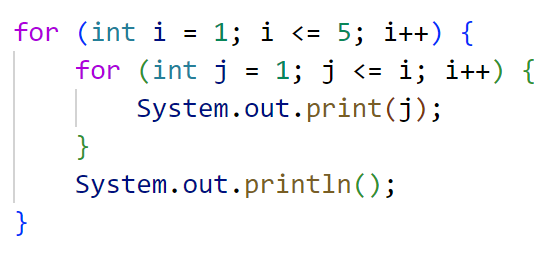 for (int i = 1; i <= 5; i++) {
    for (int j = 1; j <= i; i++) {
        System.out.print(j);
    }
    System.out.println();
}